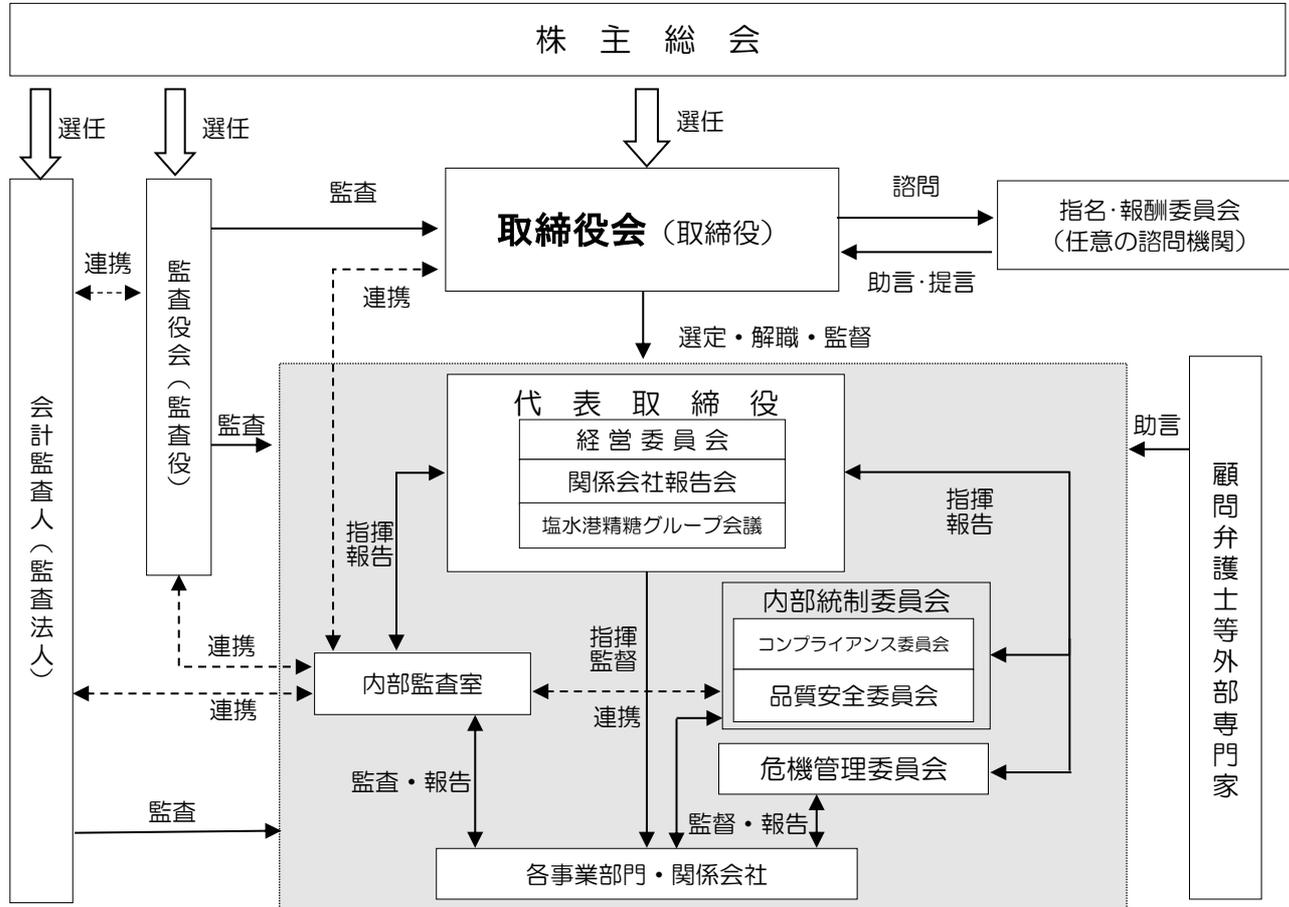 株 主 総 会
選任
選任
選任
監査
取締役会（取締役）
諮問
助言・提言
指名・報酬委員会
（任意の諮問機関）
連携
連携
監査役会（監査役）
会計監査人（監査法人）
選定・解職・監督
代 表 取 締 役
経 営 委 員 会
関係会社報告会
塩水港精糖グループ会議
監査
助言
顧問弁護士等外部専門家
指揮
報告
指揮
報告
内部統制委員会
コンプライアンス委員会
品質安全委員会
指揮
監督
連携
内部監査室
連携
連携
危機管理委員会
監査・報告
監査
監督・報告
各事業部門・関係会社